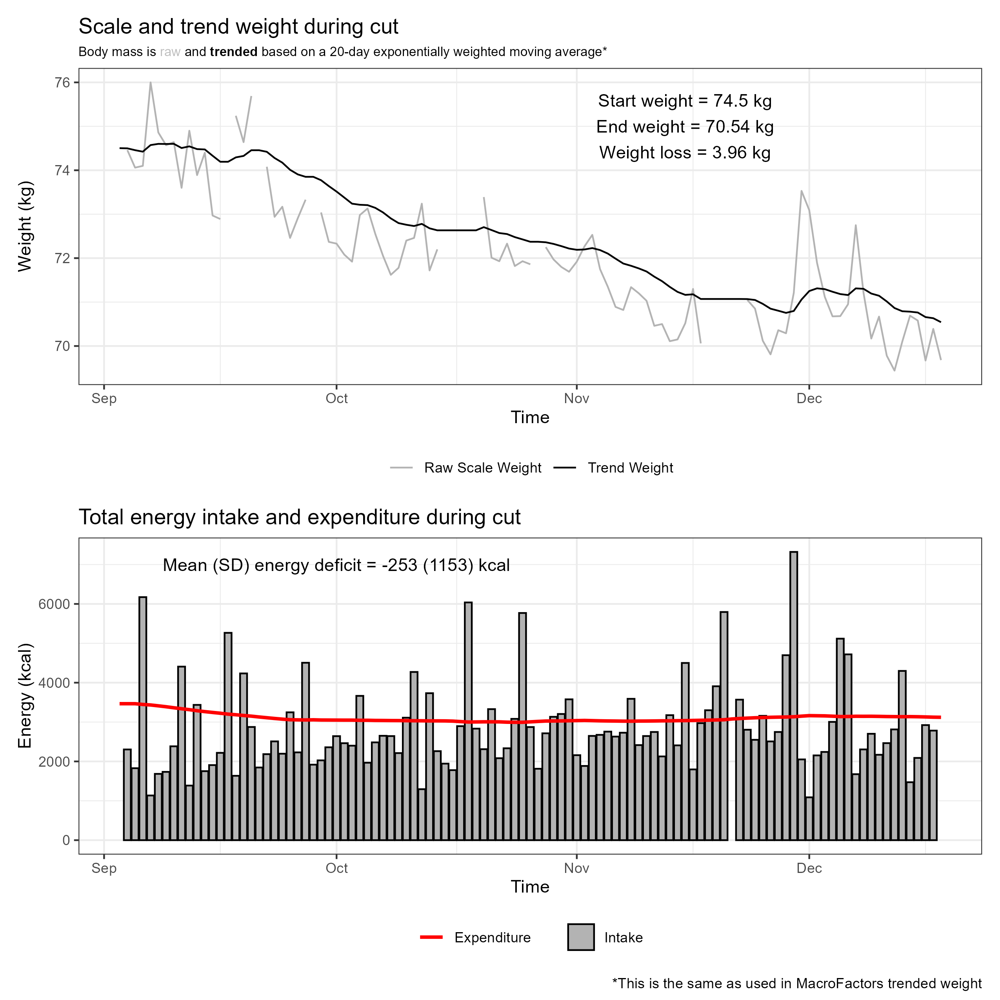 Scale and trend weight during cut
Body mass is raw and trended based on a 20-day exponentially weighted moving average*
Weight (kg)
76
74
72
70
Start weight = 74.5 kg
End weight = 70.54 kg
Weight loss = 3.96 kg
Sep Oct Nov Dec
Time
Raw Scale Weight Trend Weight
Total energy intake and expenditure during cut
Energy (kcal)
Mean (SD) energy deficit = -253 (1153) kcal
6000
4000
2000
0
Sep Oct Nov Dec
Time
Expenditure Intake
*This is the same as used in MacroFactors trended weight